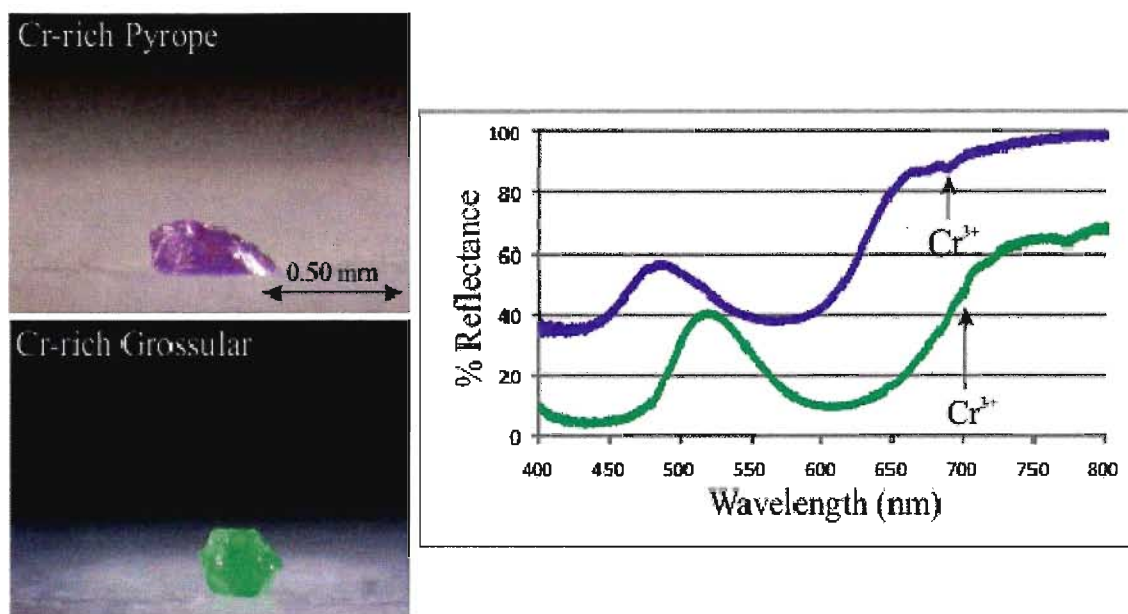 Cr-rich Pyrope
0.50 mm
Cr-rich Grossular
% Reflectance
100
80
60
40
20
0
Cr³⁺
Cr³⁺
400 450 500 550 600 650 700 750 800
Wavelength (nm)